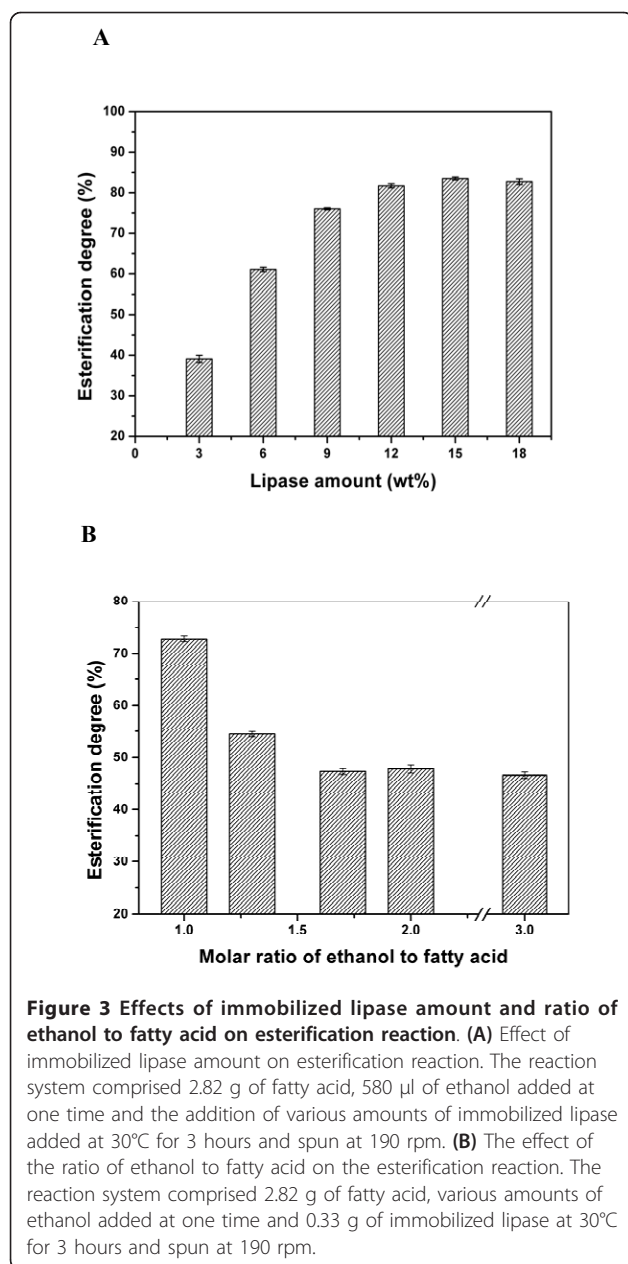 A
Esterification degree (%)
100
90
80
70
60
50
40
30
20
0 3 6 9 12 15 18
Lipase amount (wt%)
B
Esterification degree (%)
80
70
60
50
40
30
20
1.0 1.5 2.0 3.0
Molar ratio of ethanol to fatty acid
Figure 3 Effects of immobilized lipase amount and ratio of
ethanol to fatty acid on esterification reaction. (A) Effect of
immobilized lipase amount on esterification reaction. The reaction
system comprised 2.82 g of fatty acid, 580 μl of ethanol added at
one time and the addition of various amounts of immobilized lipase
added at 30°C for 3 hours and spun at 190 rpm. (B) The effect of
the ratio of ethanol to fatty acid on the esterification reaction. The
reaction system comprised 2.82 g of fatty acid, various amounts of
ethanol added at one time and 0.33 g of immobilized lipase at 30°C
for 3 hours and spun at 190 rpm.